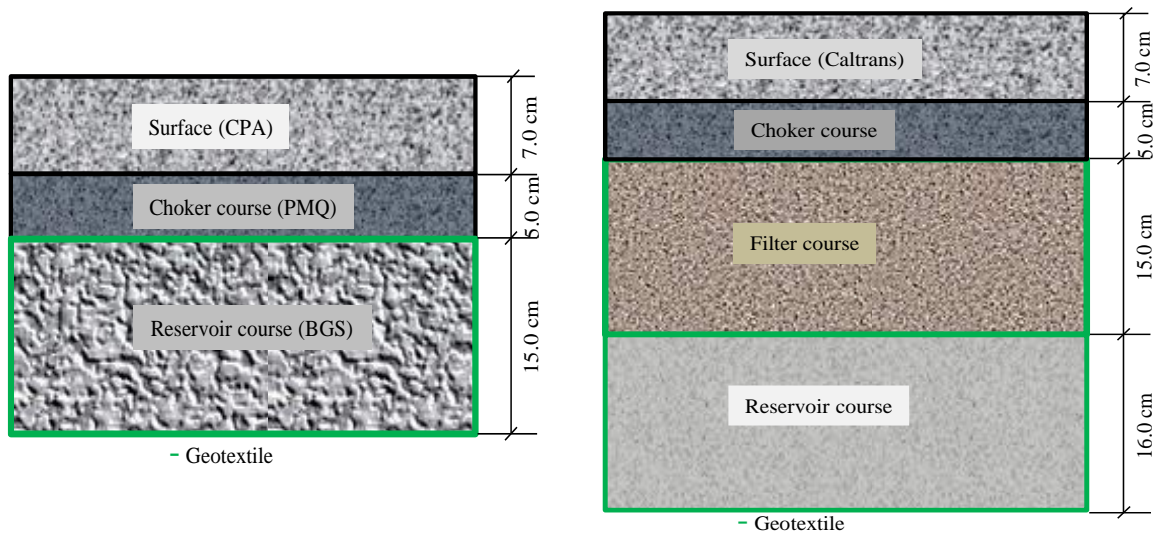 Surface (CPA)
7.0 cm
Choker course (PMQ)
5.0 cm
Reservoir course (BGS)
15.0 cm
- Geotextile
Surface (Caltrans)
7.0 cm
Choker course
5.0 cm
Filter course
15.0 cm
Reservoir course
16.0 cm
- Geotextile